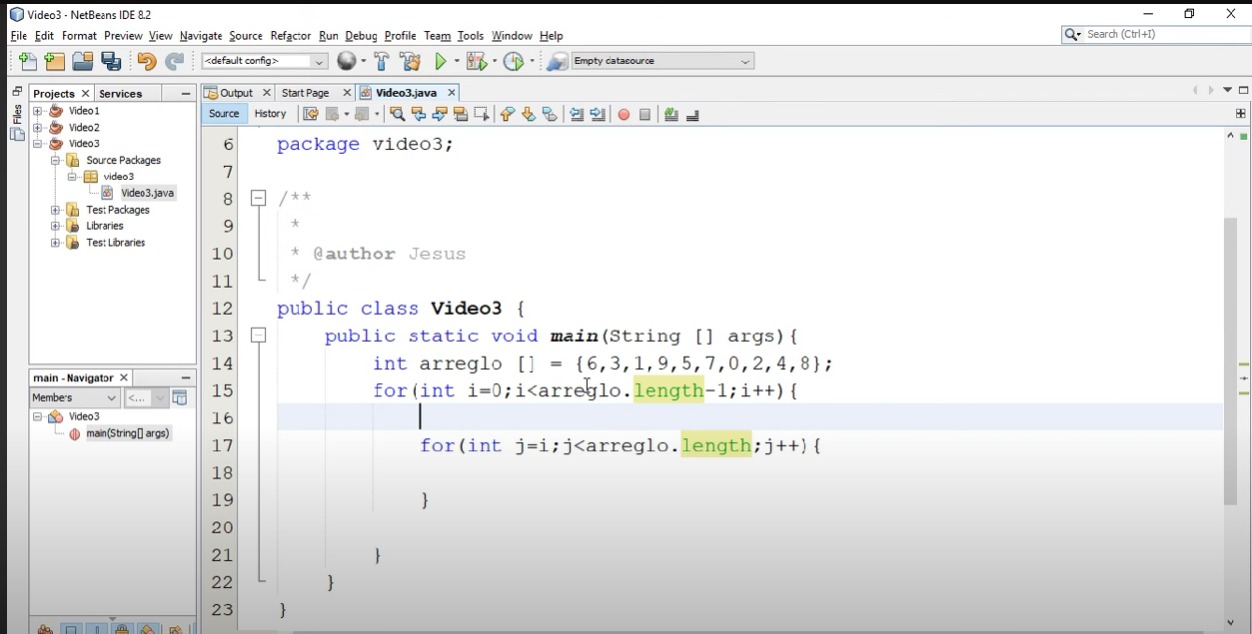 Video3 - NetBeans IDE 8.2
File Edit Format Preview View Navigate Source Refactor Run Debug Profile Team Tools Window Help
Search (Ctrl+I)
<default config>
Empty datasource
Files
Projects
Services
Video1
Video2
Video3
Source Packages
video3
Video3.java
Test Packages
Libraries
Test Libraries
main - Navigator
Members
<...
Video3
main(String[] args)
Output
Start Page
Video3.java
Source
History
6 package video3;
7
8 /**
9 *
10 * @author Jesus
11 */
12 public class Video3 {
13 public static void main(String [] args){
14 int arreglo [] = {6,3,1,9,5,7,0,2,4,8};
15 for(int i=0;i<arreglo.length-1;i++){
16
17 for(int j=i;j<arreglo.length;j++){
18
19 }
20
21 }
22 }
23 }